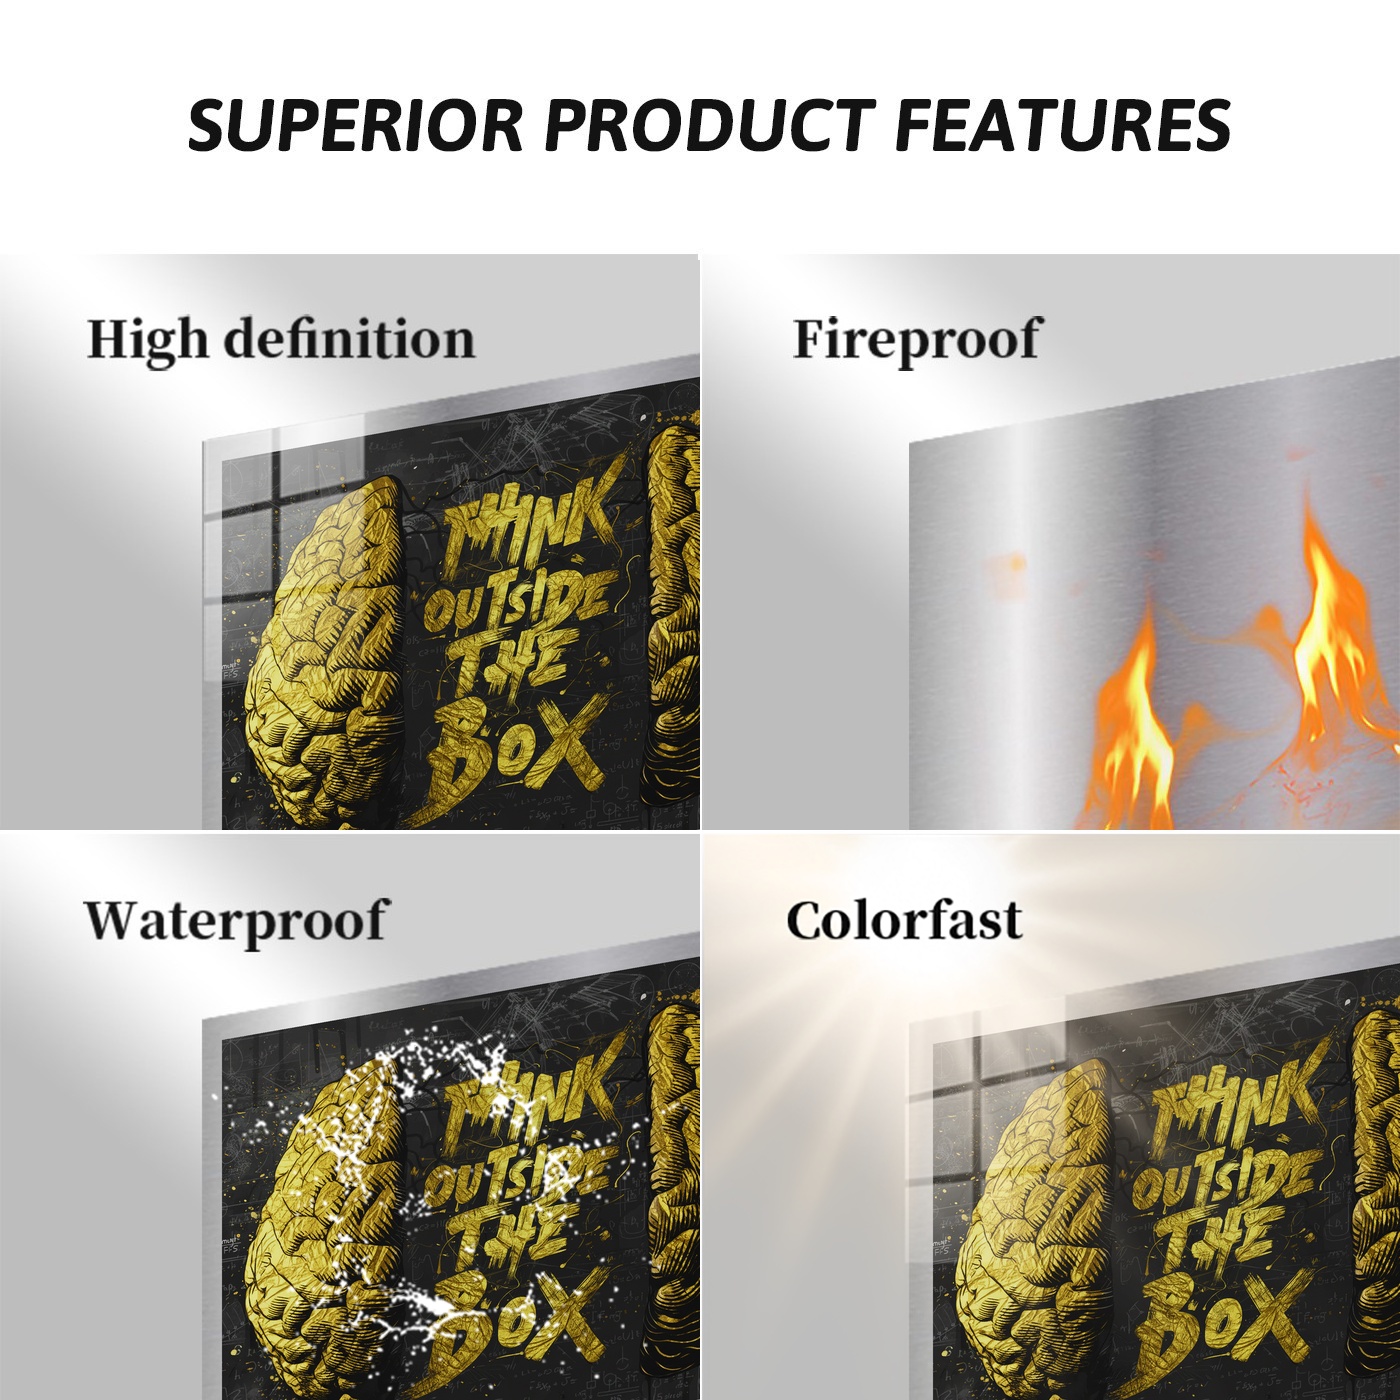 SUPERIOR PRODUCT FEATURES
High definition
Fireproof
THINK
OUTSIDE
THE
BOX
Waterproof
Colorfast
THINK
OUTSIDE
THE
BOX
THINK
OUTSIDE
THE
BOX